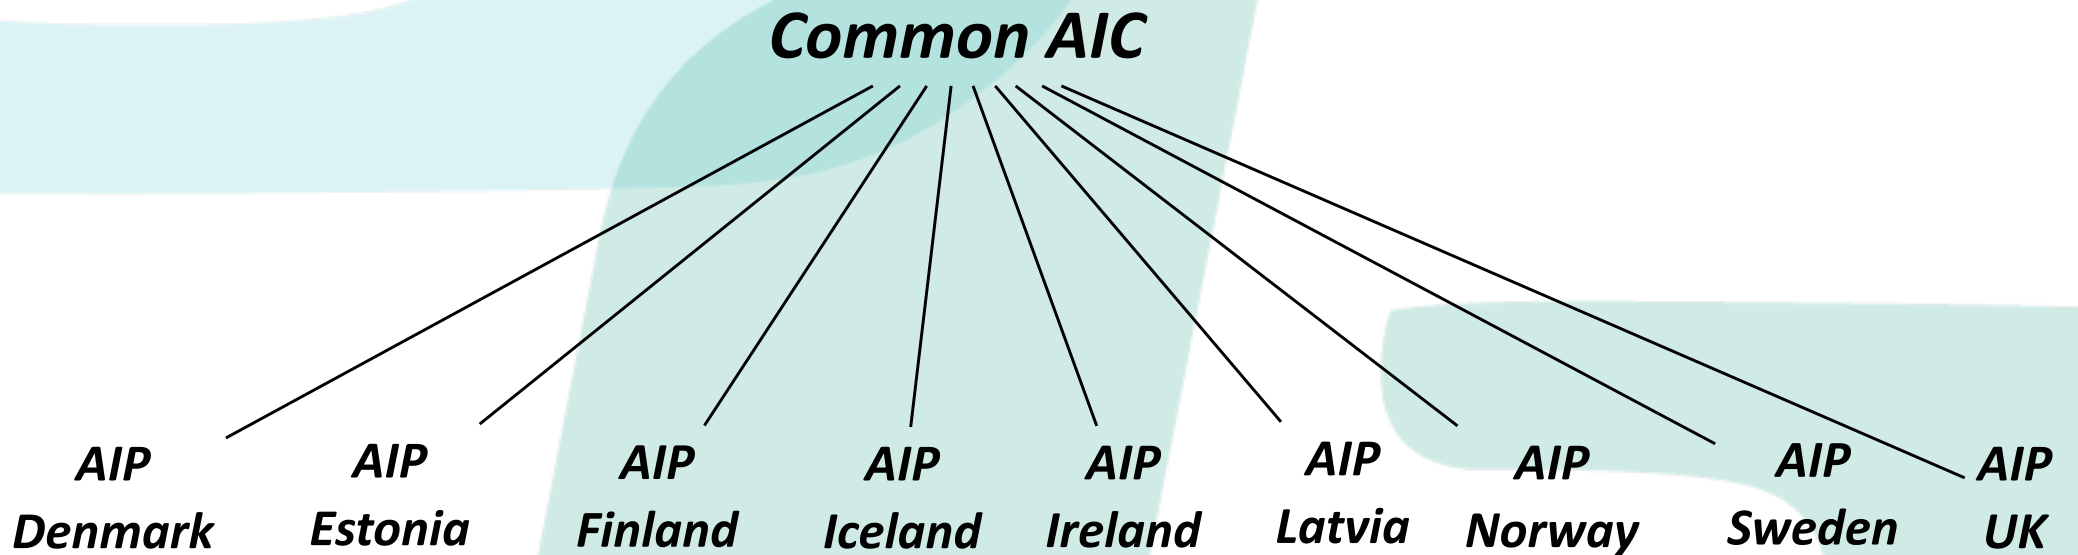 Common AIC
AIP
Denmark
AIP
Estonia
AIP
Finland
AIP
Iceland
AIP
Ireland
AIP
Latvia
AIP
Norway
AIP
Sweden
AIP
UK